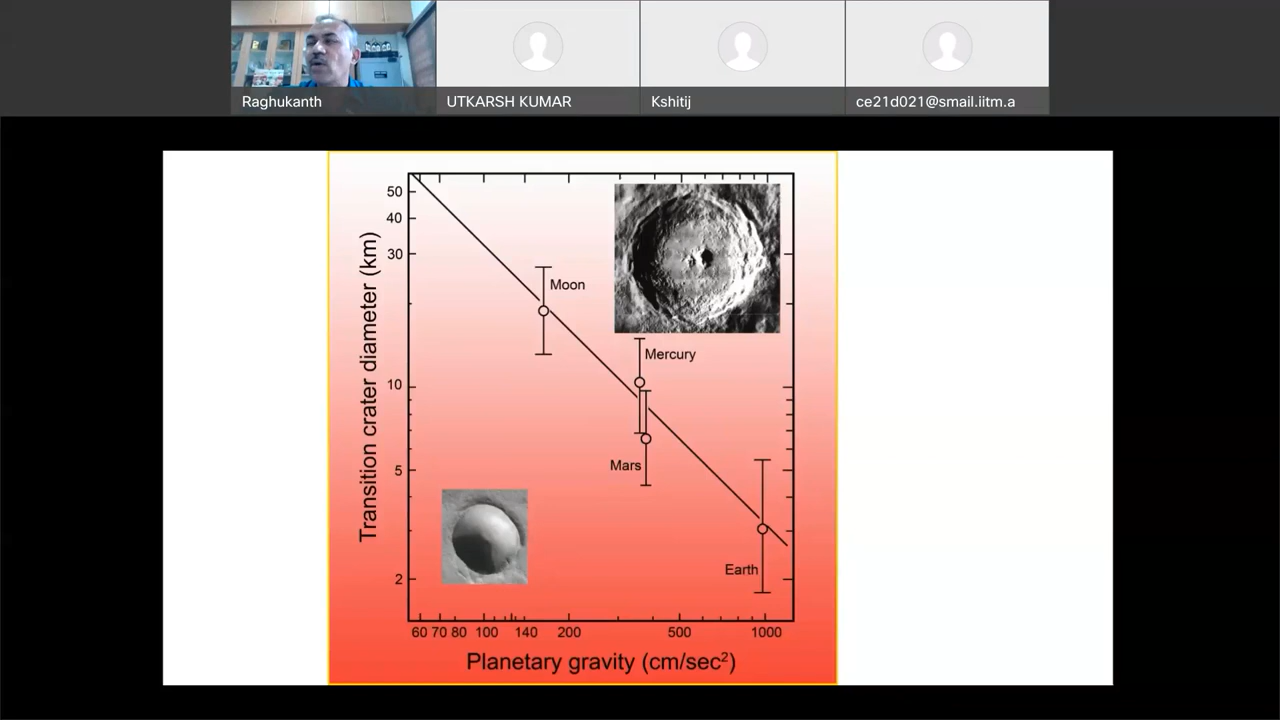 Raghukanth
UTKARSH KUMAR
Kshitij
ce21d021@smail.iitm.a
Transition crater diameter (km)
50
40
30
10
5
2
Moon
Mercury
Mars
Earth
60 70 80 100 140 200 500 1000
Planetary gravity (cm/sec²)